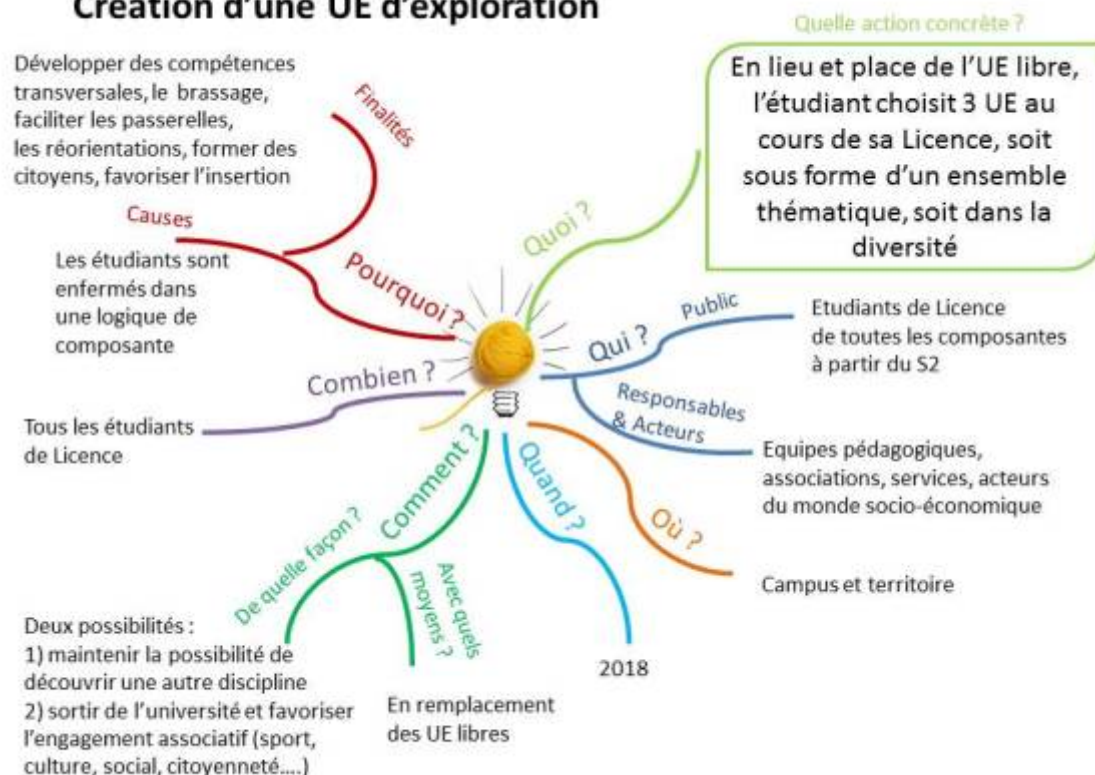 Création d'une UE d'exploration
Quelle action concrète ?
En lieu et place de l'UE libre,
l'étudiant choisit 3 UE au
cours de sa Licence, soit
sous forme d'un ensemble
thématique, soit dans la
diversité
Développer des compétences
transversales, le brassage,
faciliter les passerelles,
les réorientations, former des
citoyens, favoriser l'insertion
Finalités
Causes
Les étudiants sont
enfermés dans
une logique de
composante
Pourquoi ?
Quoi ?
Qui ?
Public
Etudiants de Licence
de toutes les composantes
à partir du S2
Responsables
& Acteurs
Equipes pédagogiques,
associations, services, acteurs
du monde socio-économique
Combien ?
Tous les étudiants
de Licence
Comment ?
De quelle façon ?
Avec quels
moyens ?
Deux possibilités :
1) maintenir la possibilité de
découvrir une autre discipline
2) sortir de l'université et favoriser
l'engagement associatif (sport,
culture, social, citoyenneté....)
En remplacement
des UE libres
Quand ?
2018
Où ?
Campus et territoire